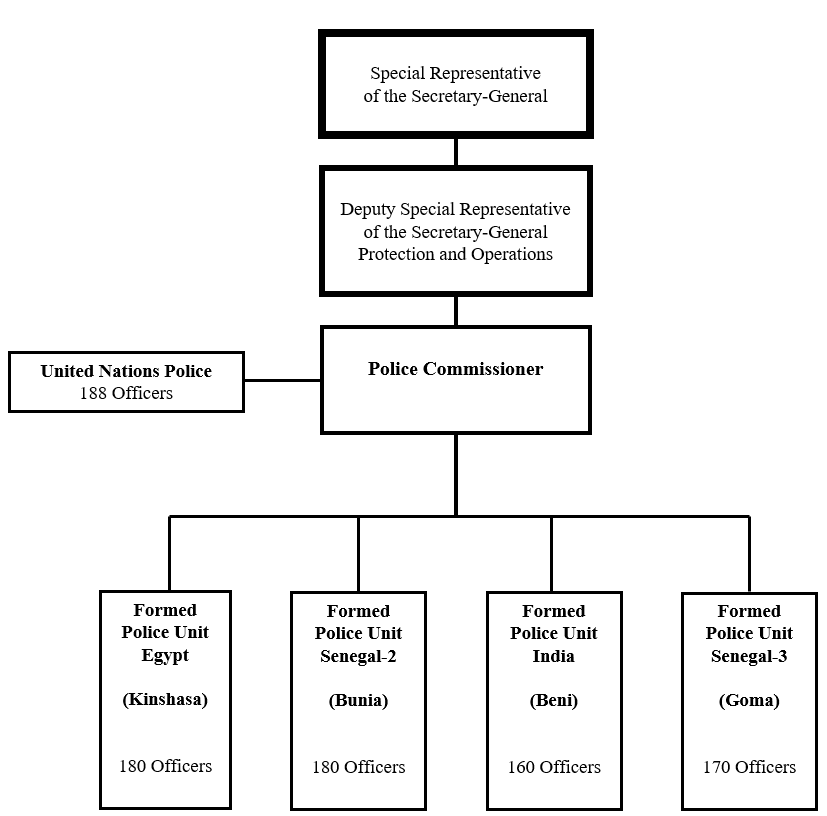 Special Representative
of the Secretary-General
Deputy Special Representative
of the Secretary-General
Protection and Operations
United Nations Police
188 Officers
Police Commissioner
Formed
Police Unit
Egypt
(Kinshasa)
180 Officers
Formed
Police Unit
Senegal-2
(Bunia)
180 Officers
Formed
Police Unit
India
(Beni)
160 Officers
Formed
Police Unit
Senegal-3
(Goma)
170 Officers